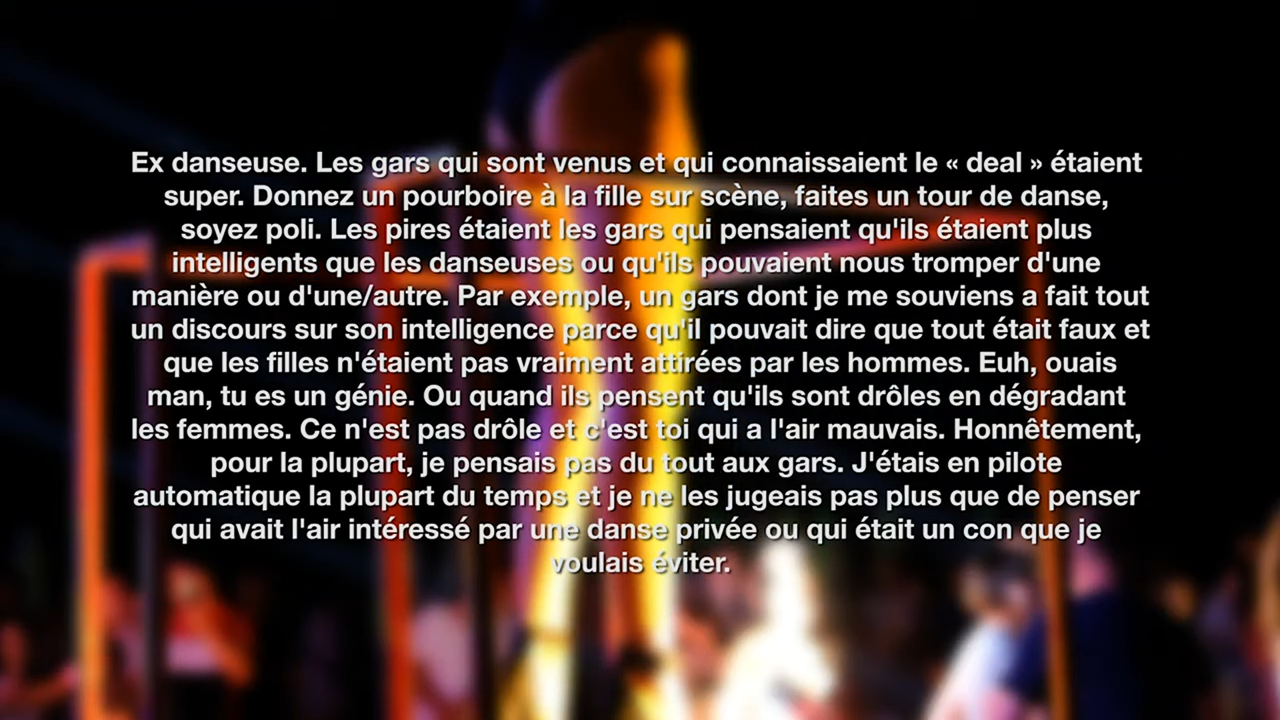 Ex danseuse. Les gars qui sont venus et qui connaissaient le « deal » étaient
super. Donnez un pourboire à la fille sur scène, faites un tour de danse,
soyez poli. Les pires étaient les gars qui pensaient qu'ils étaient plus
intelligents que les danseuses ou qu'ils pouvaient nous tromper d'une
manière ou d'une/autre. Par exemple, un gars dont je me souviens a fait tout
un discours sur son intelligence parce qu'il pouvait dire que tout était faux et
que les filles n'étaient pas vraiment attirées par les hommes. Euh, ouais
man, tu es un génie. Ou quand ils pensent qu'ils sont drôles en dégradant
les femmes. Ce n'est pas drôle et c'est toi qui a l'air mauvais. Honnêtement,
pour la plupart, je pensais pas du tout aux gars. J'étais en pilote
automatique la plupart du temps et je ne les jugeais pas plus que de penser
qui avait l'air intéressé par une danse privée ou qui était un con que je
voulais éviter.